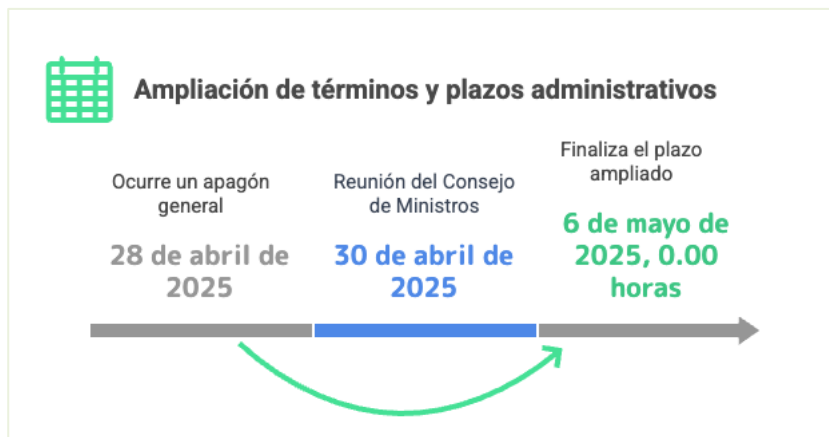 Ampliación de términos y plazos administrativos
Ocurre un apagón
general
28 de abril de
2025
Reunión del Consejo
de Ministros
30 de abril de
2025
Finaliza el plazo
ampliado
6 de mayo de
2025, 0.00
horas